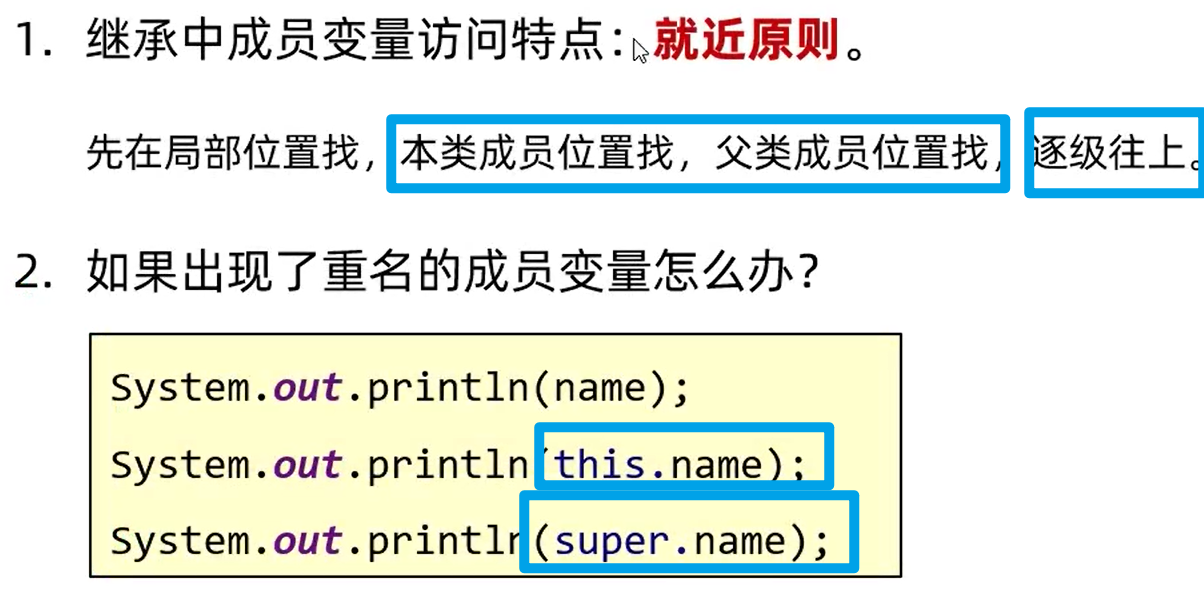 1. 继承中成员变量访问特点：就近原则。
先在局部位置找，本类成员位置找，父类成员位置找，逐级往上。
2. 如果出现了重名的成员变量怎么办？
System.out.println(name);
System.out.println(this.name);
System.out.println(super.name);